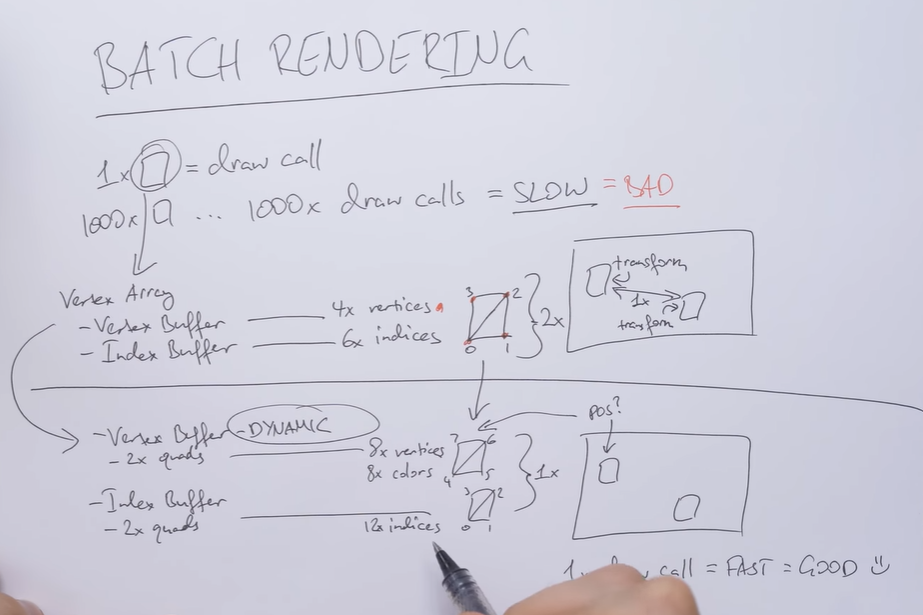 BATCH RENDERING
1x = draw call
1000x ... 1000x draw calls = SLOW = BAD
Vertex Array
- Vertex Buffer 4x vertices
- Index Buffer 6x indices
3 2
0 1
2x
transform
1x
transform
- Vertex Buffer - DYNAMIC
- 2x quads 8x vertices
8x colors
7 6
4 5
3 2
0 1
1x
pos?
- Index Buffer
- 2x quads 12x indices
call = FAST = GOOD